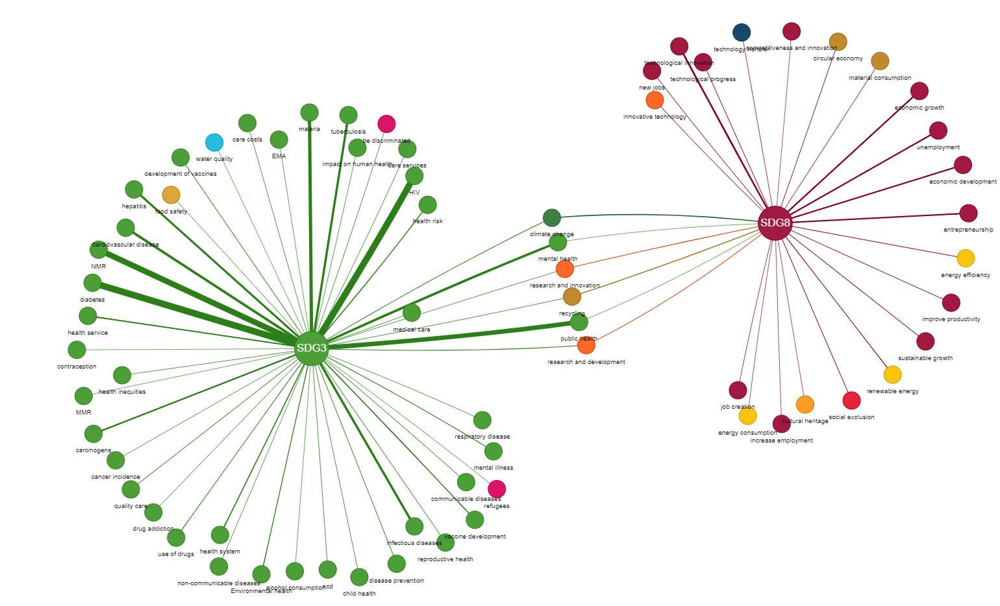 technology transfer
competitiveness and innovation
circular economy
technological innovation
material consumption
technological progress
new jobs
economic growth
innovative technology
malaria
tuberculosis
care costs
be discriminated
unemployment
EMA
water quality
impact on human health
care services
development of vaccines
economic development
HIV
hepatitis
food safety
health risk
SDG8
entrepreneurship
climate change
cardiovascular disease
mental health
NMR
energy efficiency
research and innovation
diabetes
recycling
improve productivity
medical care
health service
public health
SDG3
sustainable growth
research and development
contraception
health inequities
renewable energy
job creation
MMR
social exclusion
cultural heritage
energy consumption
increase employment
respiratory disease
carcinogens
mental illness
cancer incidence
communicable diseases
refugees
quality care
drug addiction
vaccine development
infectious diseases
use of drugs
health system
reproductive health
disease prevention
non-communicable diseases
alcohol consumption
ncd
Environmental health
child health